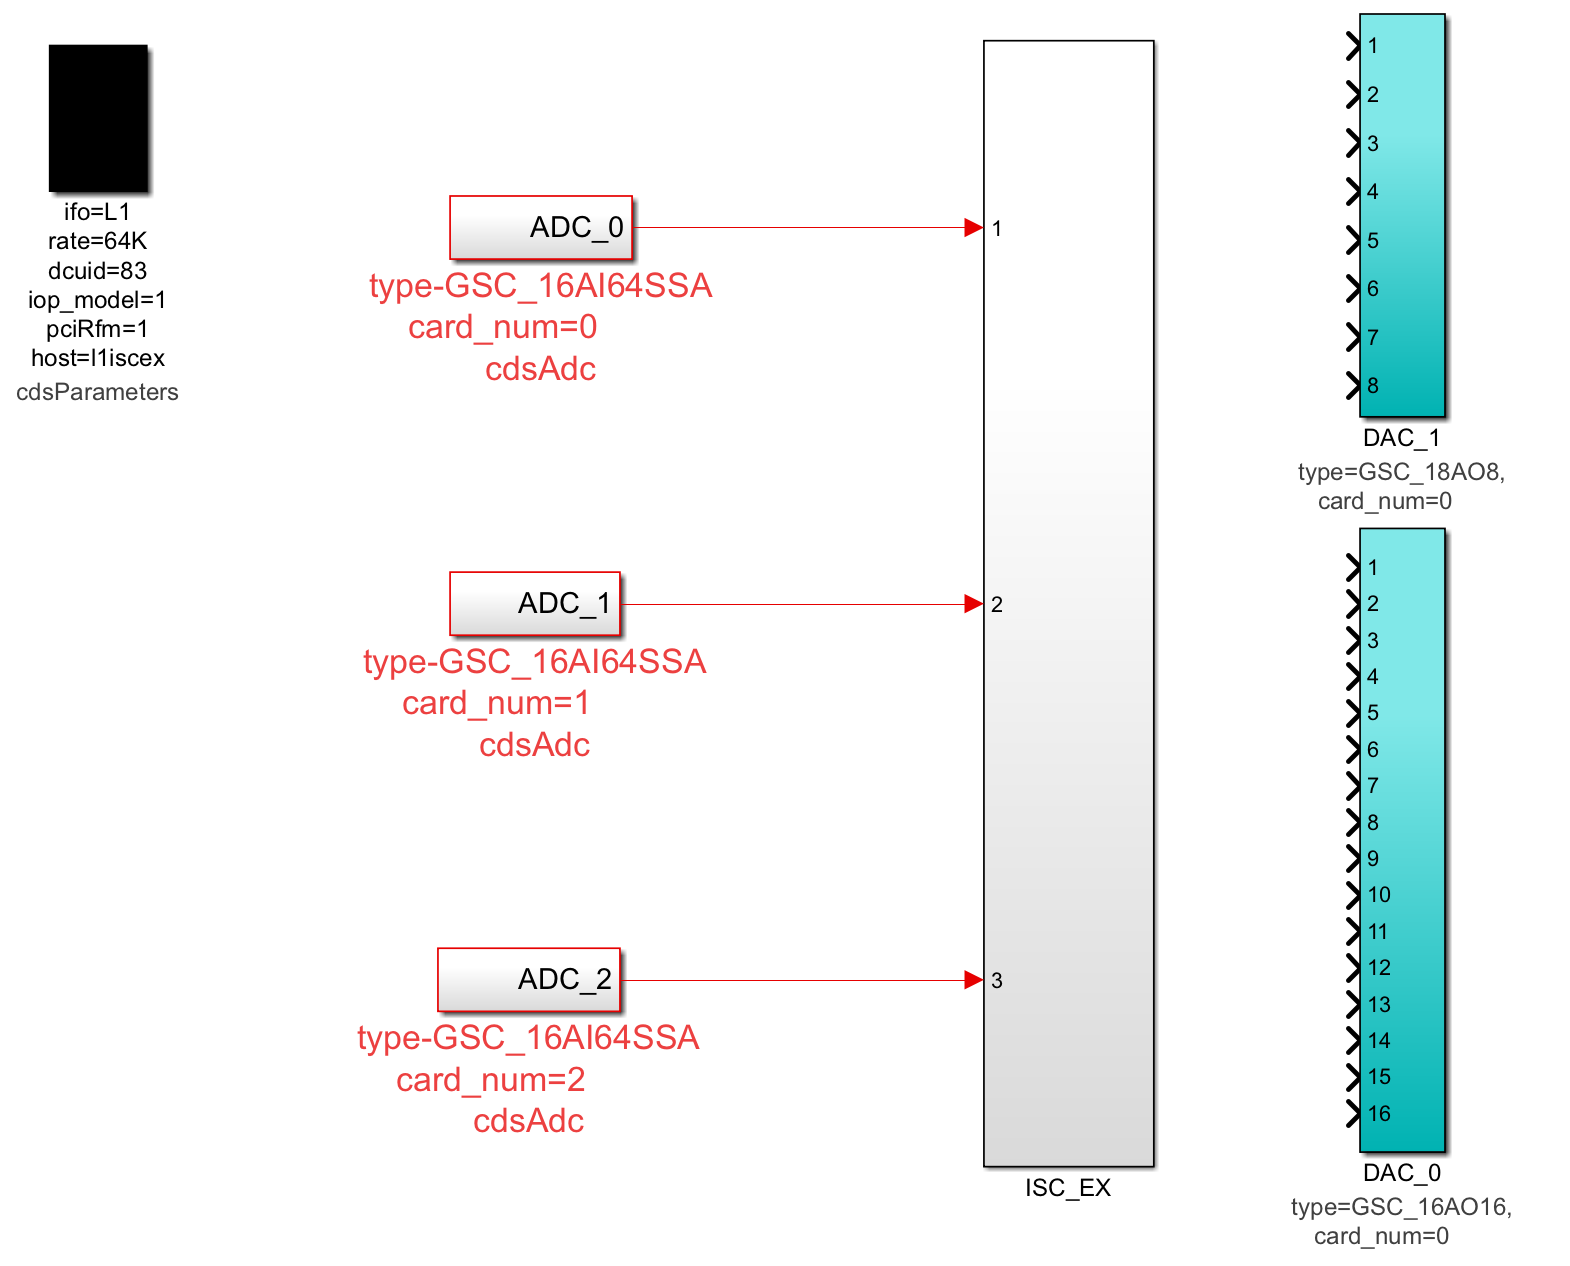 ifo=L1
rate=64K
dcuid=83
iop_model=1
pciRfm=1
host=l1iscex
cdsParameters
ADC_0
type-GSC_16AI64SSA
card_num=0
cdsAdc
ADC_1
type-GSC_16AI64SSA
card_num=1
cdsAdc
ADC_2
type-GSC_16AI64SSA
card_num=2
cdsAdc
1
2
3
ISC_EX
1
2
3
4
5
6
7
8
DAC_1
type=GSC_18AO8,
card_num=0
1
2
3
4
5
6
7
8
9
10
11
12
13
14
15
16
DAC_0
type=GSC_16AO16,
card_num=0